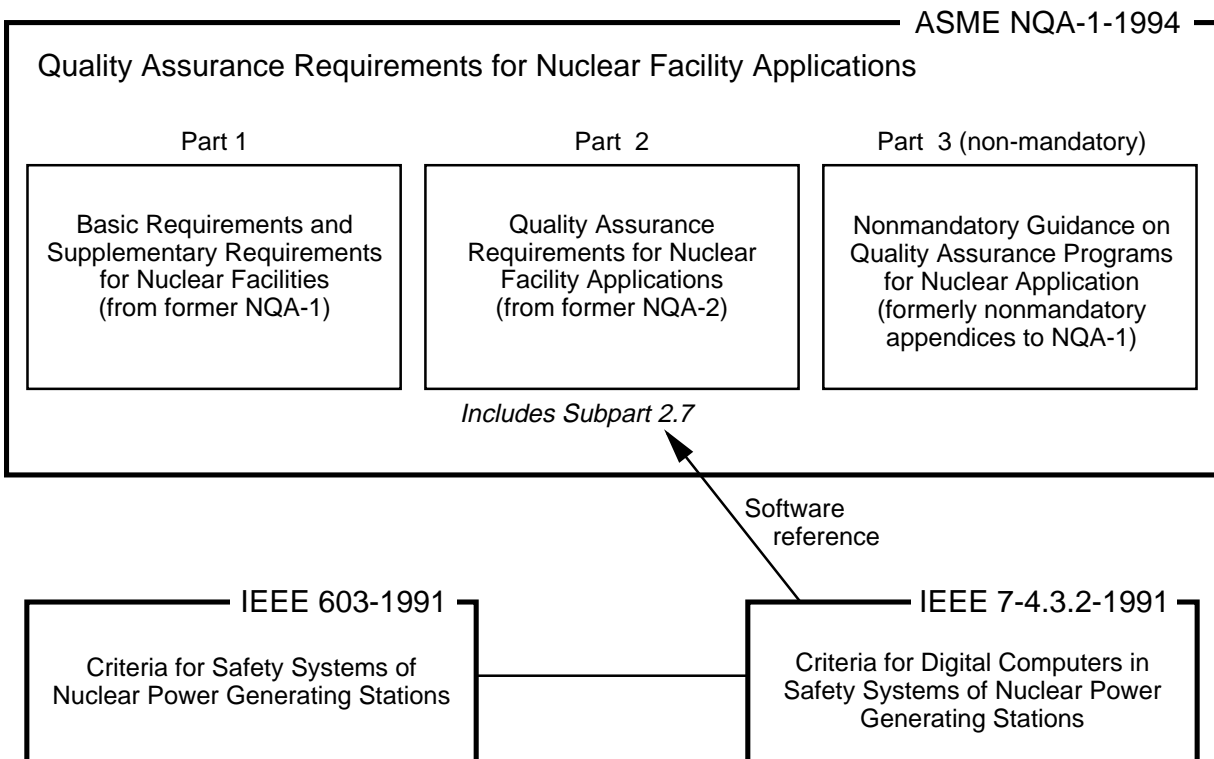 ASME NQA-1-1994
Quality Assurance Requirements for Nuclear Facility Applications
Part 1
Basic Requirements and
Supplementary Requirements
for Nuclear Facilities
(from former NQA-1)
Part 2
Quality Assurance
Requirements for Nuclear
Facility Applications
(from former NQA-2)
Includes Subpart 2.7
Part 3 (non-mandatory)
Nonmandatory Guidance on
Quality Assurance Programs
for Nuclear Application
(formerly nonmandatory
appendices to NQA-1)
Software
reference
IEEE 603-1991
Criteria for Safety Systems of
Nuclear Power Generating Stations
IEEE 7-4.3.2-1991
Criteria for Digital Computers in
Safety Systems of Nuclear Power
Generating Stations